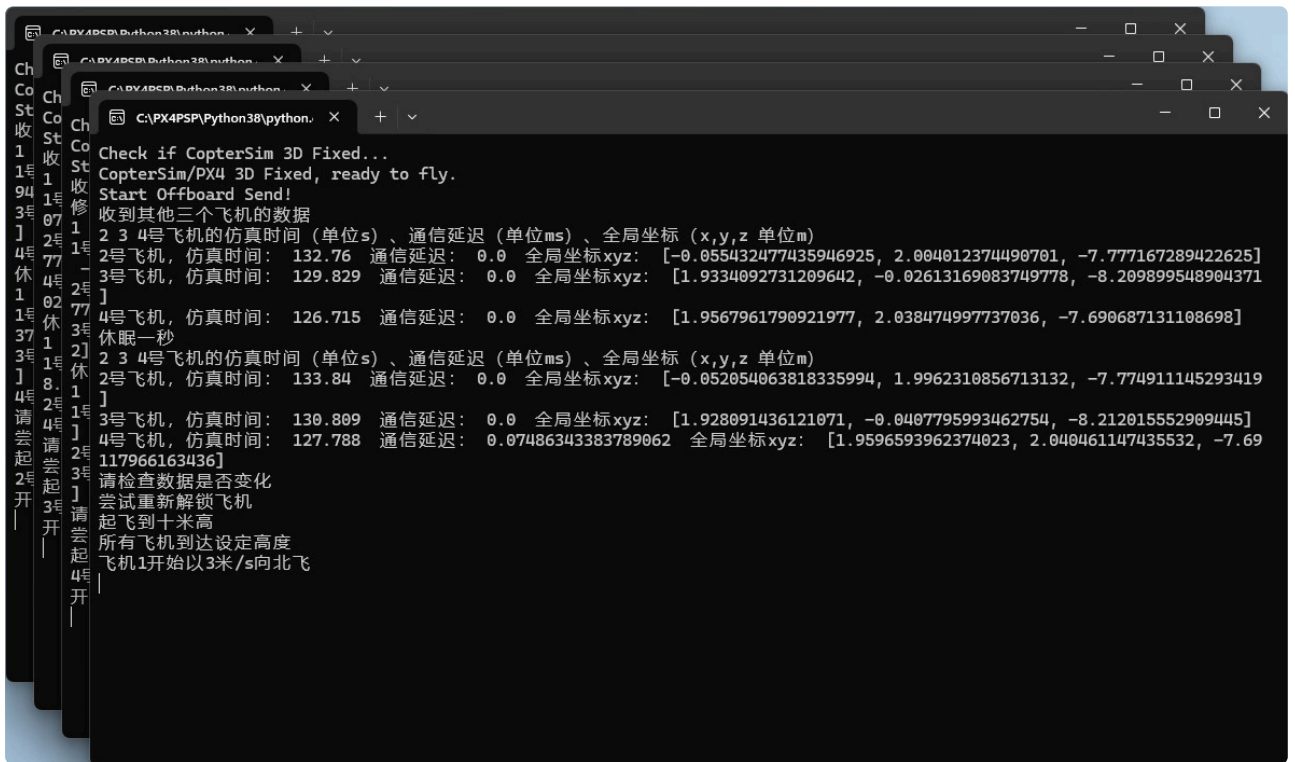 C:\PX4PSP\Python38\python
C:\PX4PSP\Python38\python
C:\PX4PSP\Python38\python
C:\PX4PSP\Python38\python.
Check if CopterSim 3D Fixed...
CopterSim/PX4 3D Fixed, ready to fly.
Start Offboard Send!
收到其他三个飞机的数据
2 3 4号飞机的仿真时间（单位s）、通信延迟（单位ms）、全局坐标（x,y,z 单位m）
2号飞机，仿真时间： 132.76 通信延迟： 0.0 全局坐标xyz： [-0.055432477435946925, 2.004012374490701, -7.777167289422625]
3号飞机，仿真时间： 129.829 通信延迟： 0.0 全局坐标xyz： [1.9334092731209642, -0.02613169083749778, -8.209899548904371
]
4号飞机，仿真时间： 126.715 通信延迟： 0.0 全局坐标xyz： [1.9567961790921977, 2.038474997737036, -7.690687131108698]
休眠一秒
2 3 4号飞机的仿真时间（单位s）、通信延迟（单位ms）、全局坐标（x,y,z 单位m）
2号飞机，仿真时间： 133.84 通信延迟： 0.0 全局坐标xyz： [-0.052054063818335994, 1.9962310856713132, -7.774911145293419
]
3号飞机，仿真时间： 130.809 通信延迟： 0.0 全局坐标xyz： [1.928091436121071, -0.0407795993462754, -8.212015552909445]
4号飞机，仿真时间： 127.788 通信延迟： 0.07486343383789062 全局坐标xyz： [1.9596593962374023, 2.040461147435532, -7.69
117966163436]
请检查数据是否变化
尝试重新解锁飞机
起飞到十米高
所有飞机到达设定高度
飞机1开始以3米/s向北飞